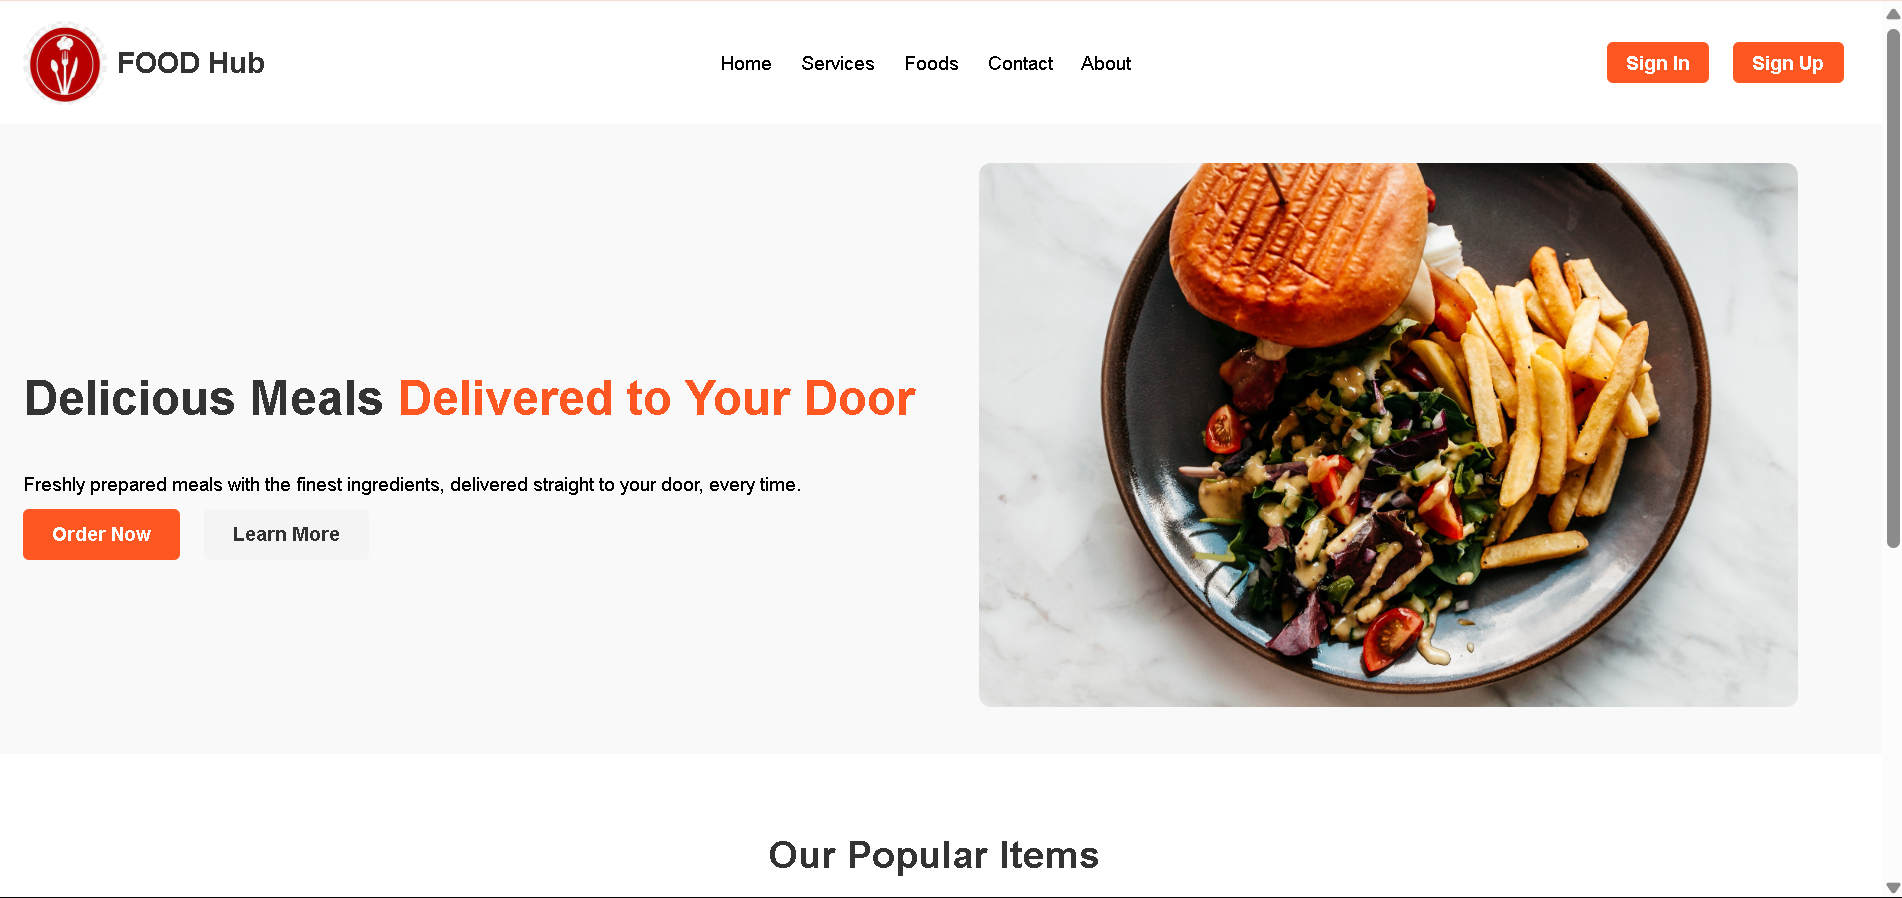 FOOD Hub
Home Services Foods Contact About
Sign In Sign Up
Delicious Meals Delivered to Your Door
Freshly prepared meals with the finest ingredients, delivered straight to your door, every time.
Order Now Learn More
Our Popular Items